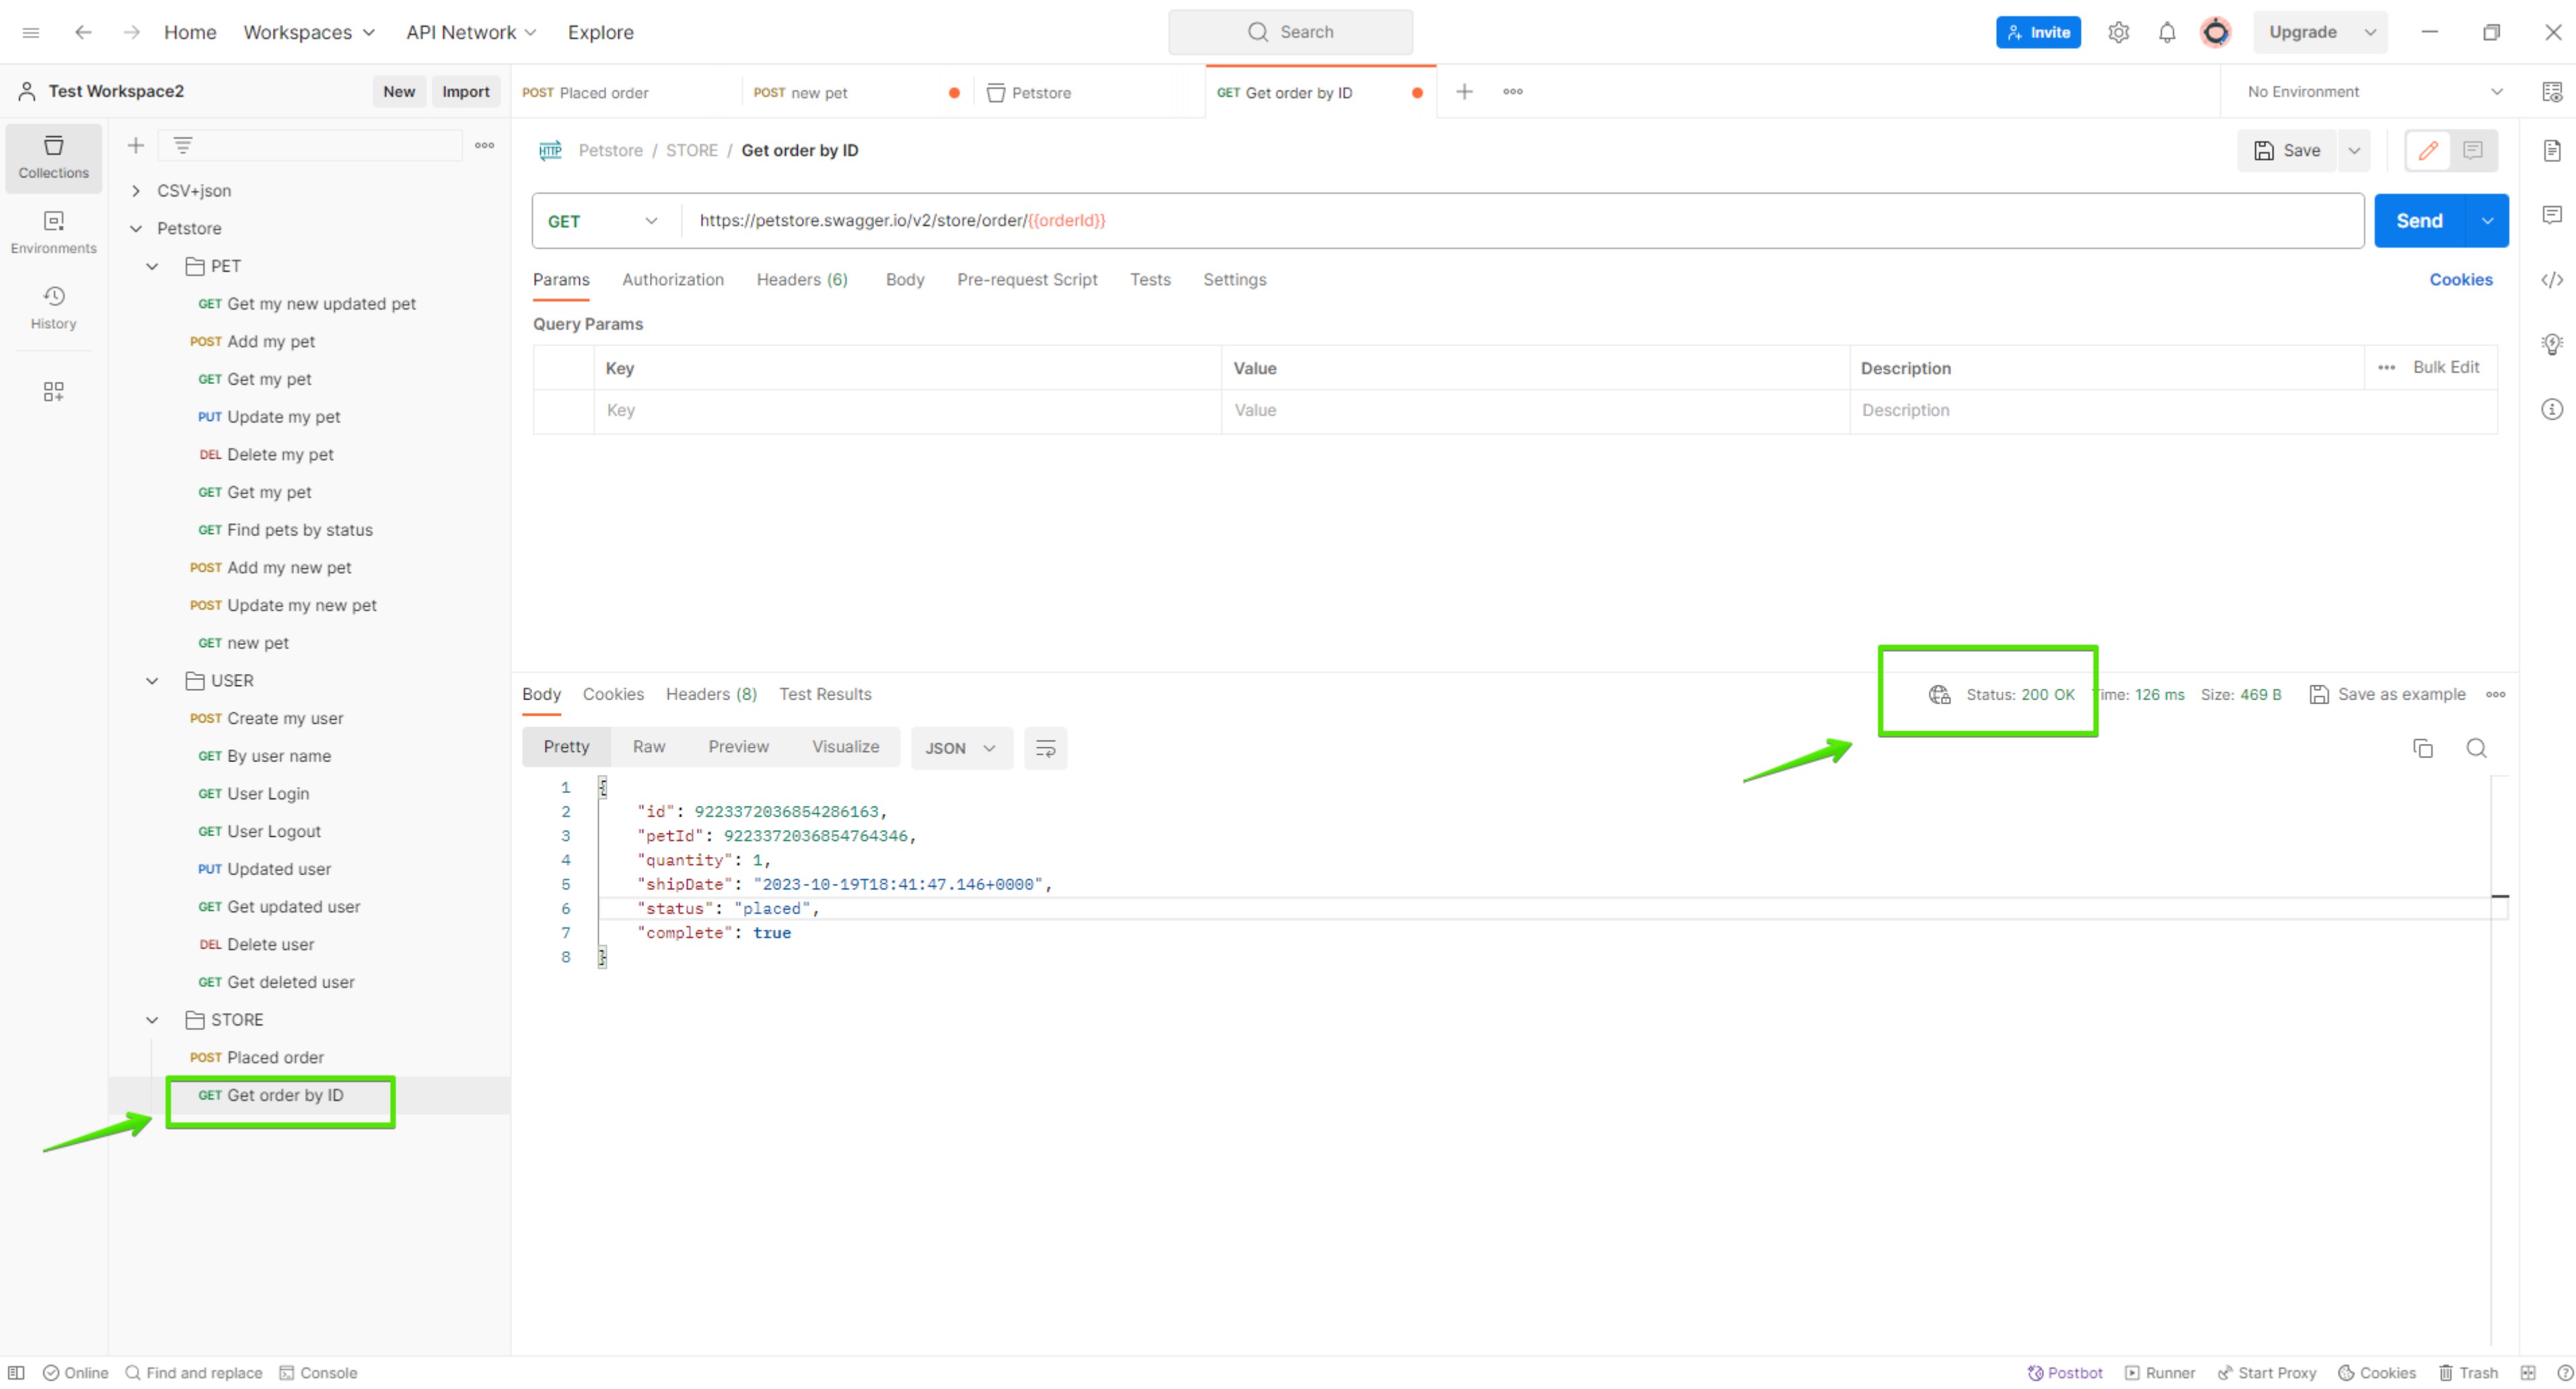 Home Workspaces API Network Explore Search Invite Upgrade
Test Workspace2 New Import
POST Placed order POST new pet Petstore GET Get order by ID No Environment
Collections
Environments
History
CSV+json
Petstore
PET
GET Get my new updated pet
POST Add my pet
GET Get my pet
PUT Update my pet
DEL Delete my pet
GET Get my pet
GET Find pets by status
POST Add my new pet
POST Update my new pet
GET new pet
USER
POST Create my user
GET By user name
GET User Login
GET User Logout
PUT Updated user
GET Get updated user
DEL Delete user
GET Get deleted user
STORE
POST Placed order
GET Get order by ID
HTTP Petstore / STORE / Get order by ID Save
GET https://petstore.swagger.io/v2/store/order/{{orderId}} Send
Params Authorization Headers (6) Body Pre-request Script Tests Settings Cookies
Query Params
Key Value Description Bulk Edit
Key Value Description
Body Cookies Headers (8) Test Results Status: 200 OK Time: 126 ms Size: 469 B Save as example
Pretty Raw Preview Visualize JSON
1 {
2 "id": 9223372036854286163,
3 "petId": 9223372036854764346,
4 "quantity": 1,
5 "shipDate": "2023-10-19T18:41:47.146+0000",
6 "status": "placed",
7 "complete": true
8 }
Online Find and replace Console Postbot Runner Start Proxy Cookies Trash